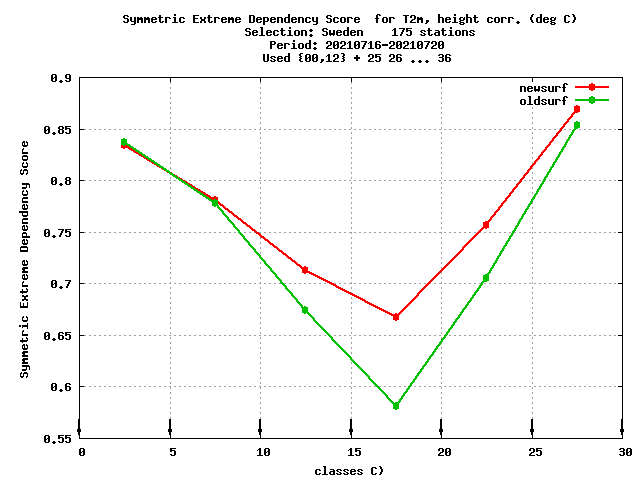 Symmetric Extreme Dependency Score  for T2m, height corr. (deg C)
Selection: Sweden    175 stations
Period: 20210716-20210720
Used {00,12} + 25 26 ... 36
newsurf
oldsurf
Symmetric Extreme Dependency Score
0.9
0.85
0.8
0.75
0.7
0.65
0.6
0.55
0 5 10 15 20 25 30
classes C)